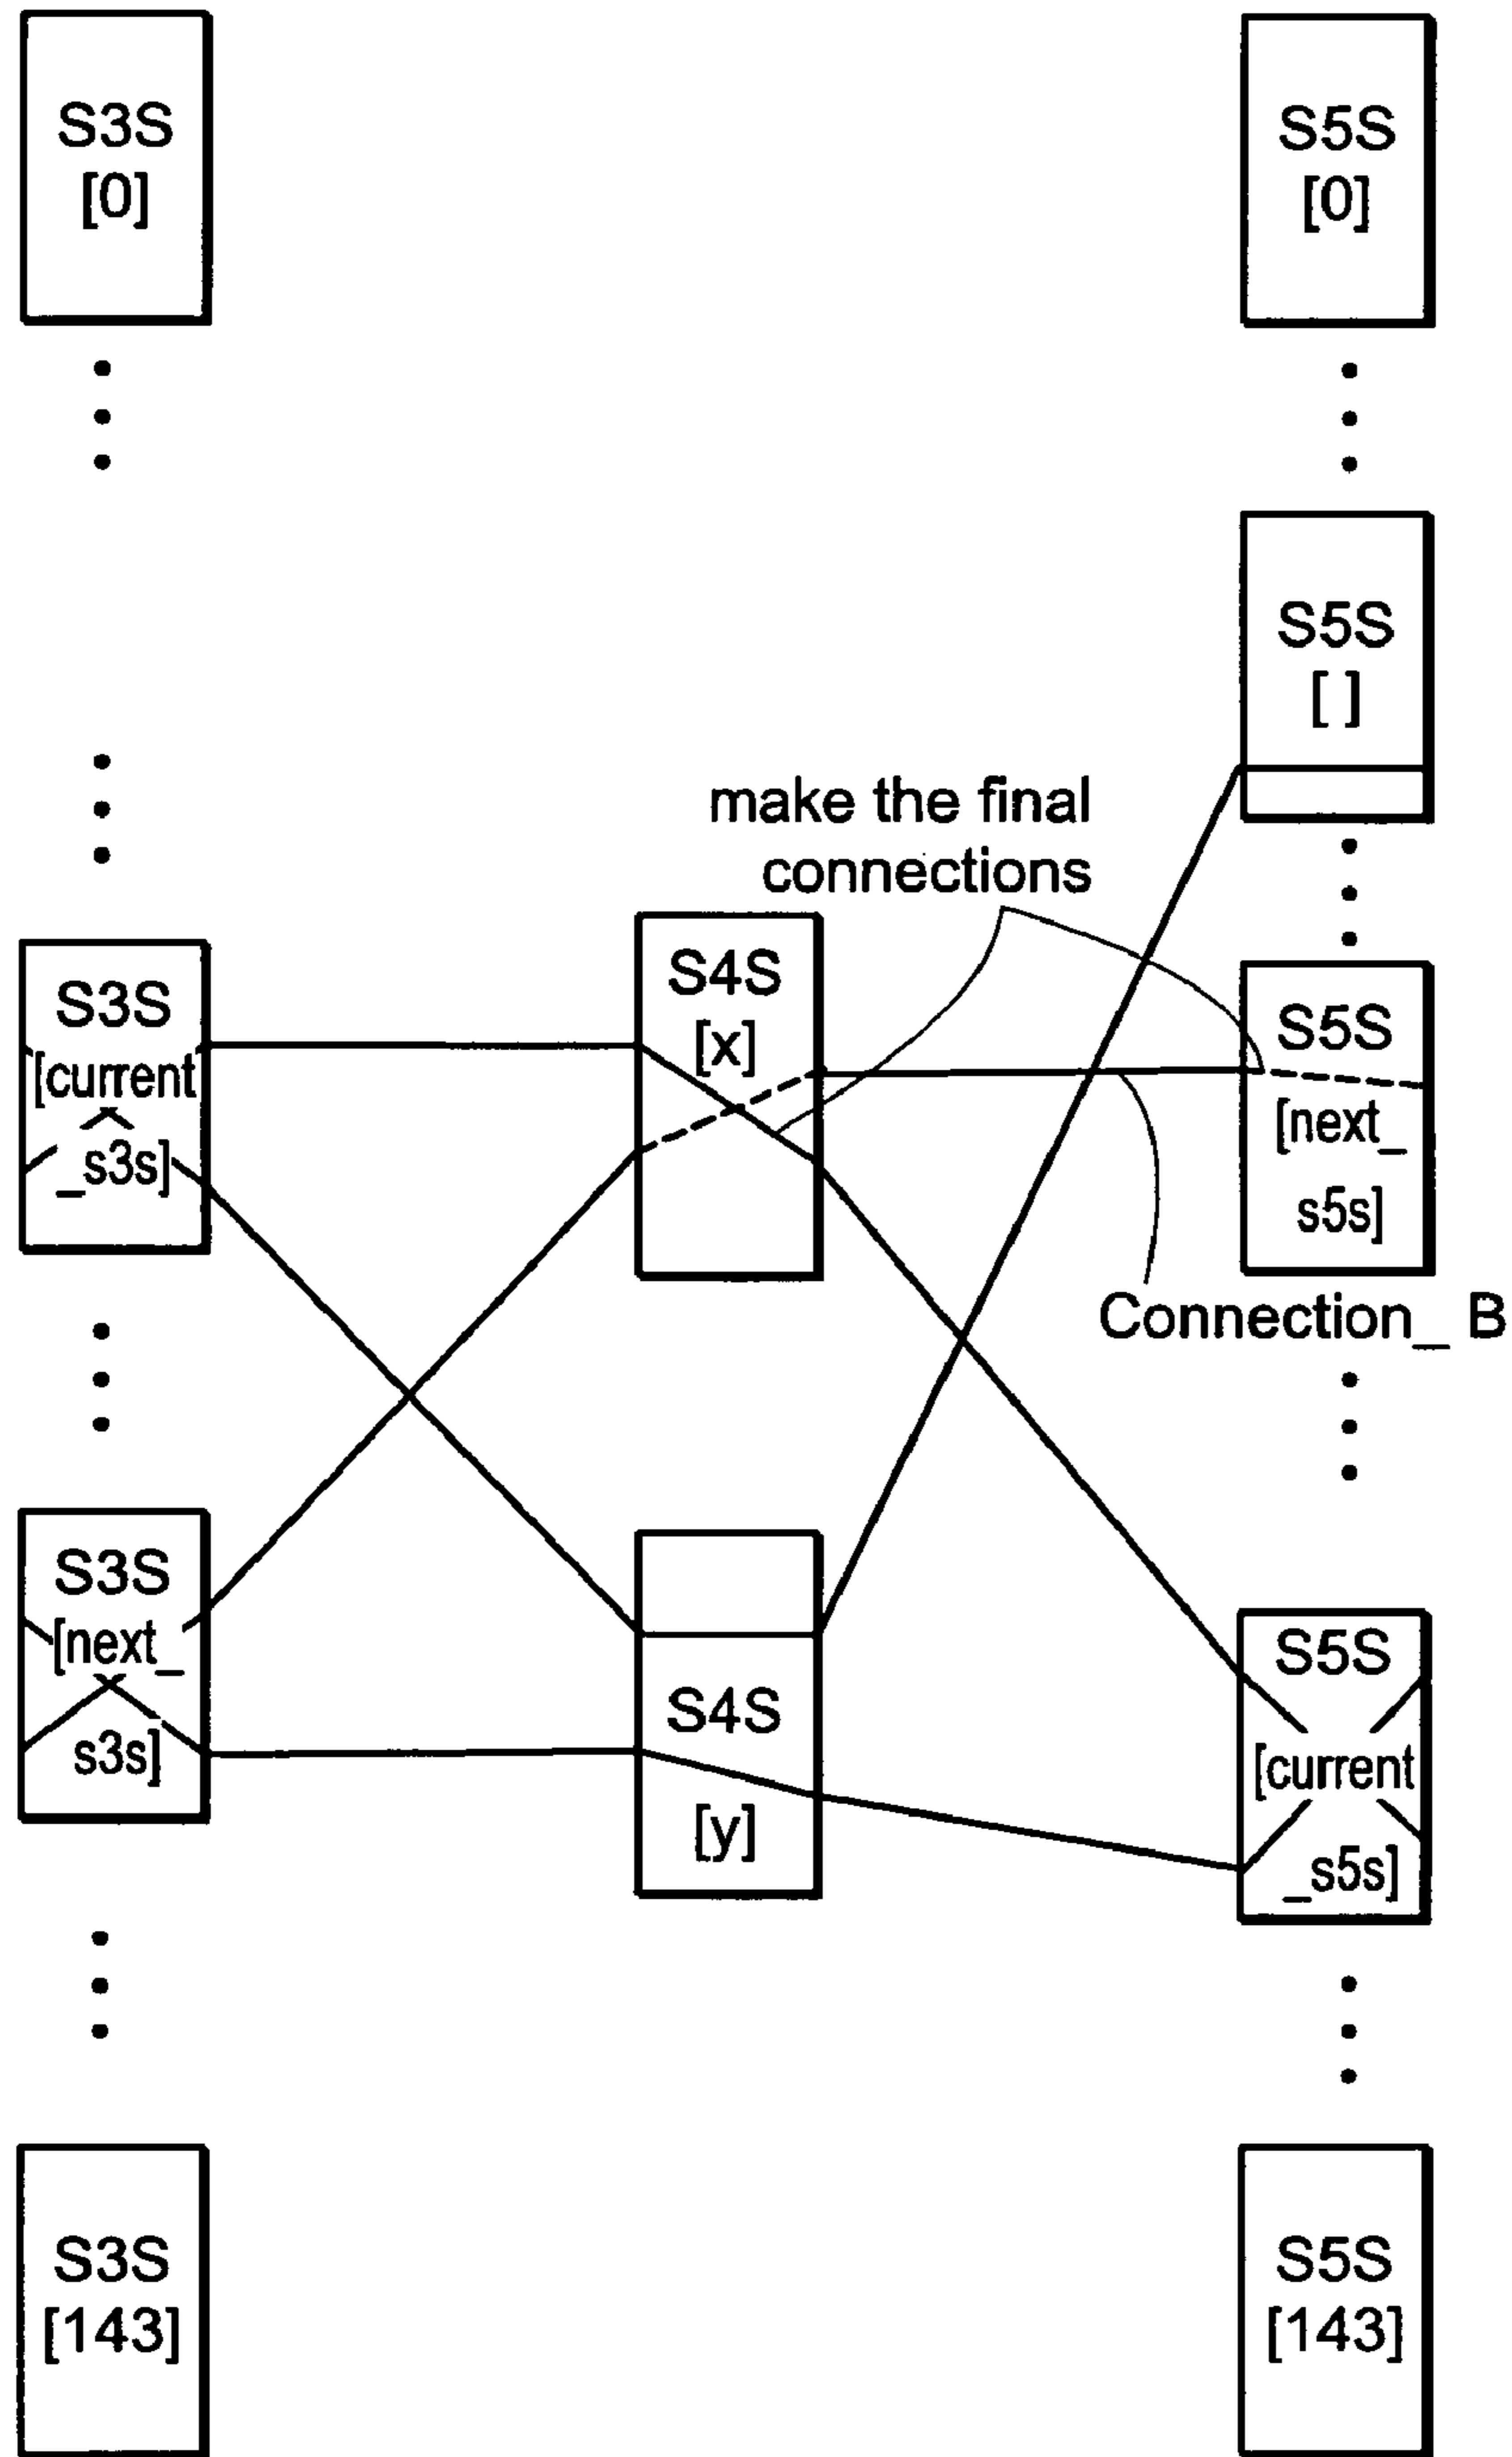 S3S
[0]
S5S
[0]
S5S
[ ]
make the final
connections
S3S
[current
_s3s]
S4S
[x]
S5S
[next_
s5s]
Connection_ B
S3S
[next_
s3s]
S4S
[y]
S5S
[current
_s5s]
S3S
[143]
S5S
[143]